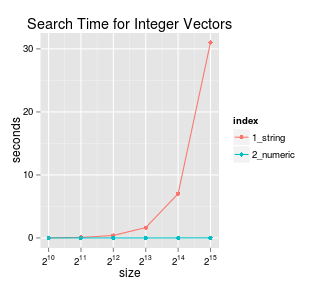 Search Time for Integer Vectors
30
20
10
0
seconds
2^10 2^11 2^12 2^13 2^14 2^15
size
index
1_string
2_numeric